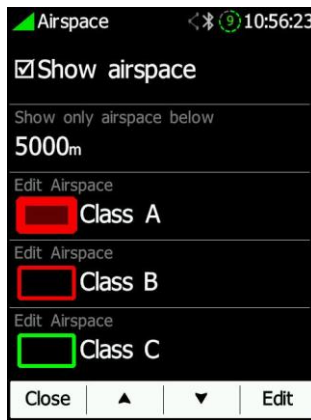 Airspace 9 10:56:23
Show airspace
Show only airspace below
5000m
Edit Airspace
Class A
Edit Airspace
Class B
Edit Airspace
Class C
Close ▲ ▼ Edit